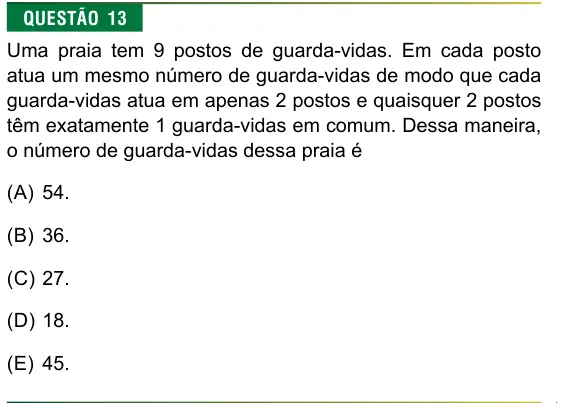 QUESTÃO 13
Uma praia tem 9 postos de guarda-vidas. Em cada posto
atua um mesmo número de guarda-vidas de modo que cada
guarda-vidas atua em apenas 2 postos e quaisquer 2 postos
têm exatamente 1 guarda-vidas em comum. Dessa maneira,
o número de guarda-vidas dessa praia é
(A) 54.
(B) 36.
(C) 27.
(D) 18.
(E) 45.